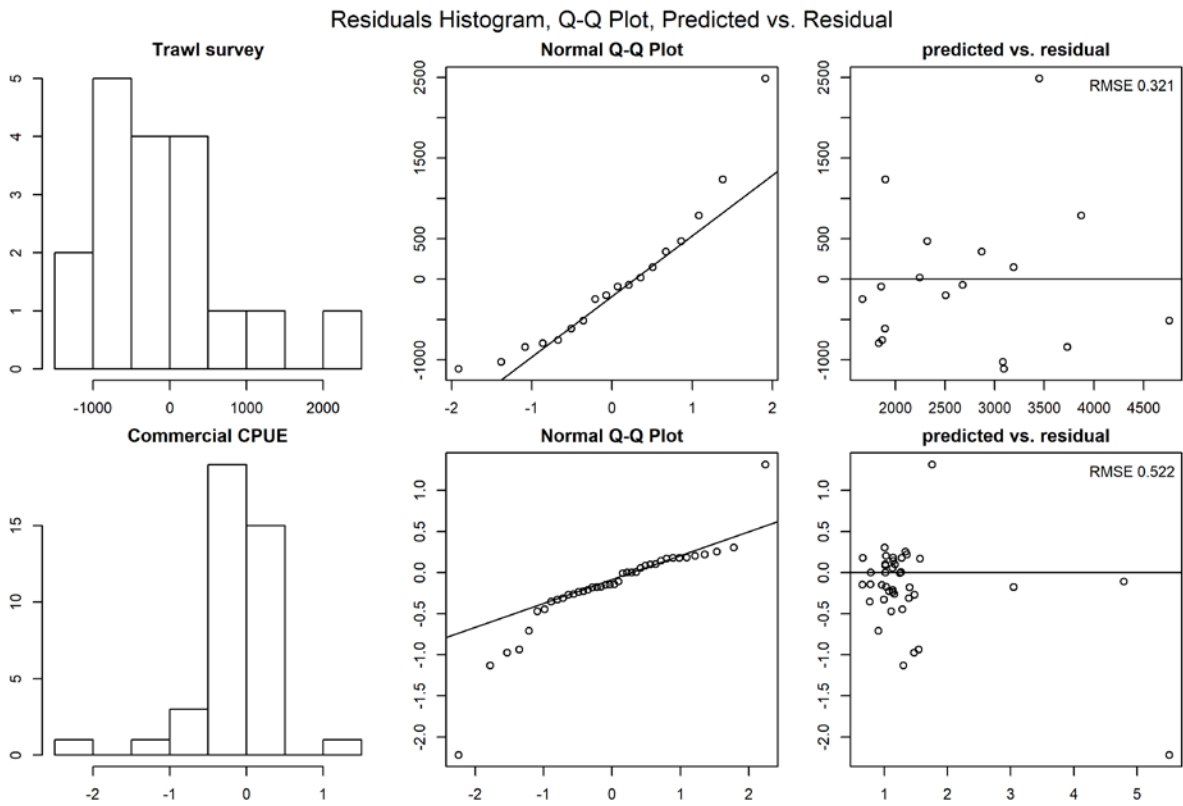 Residuals Histogram, Q-Q Plot, Predicted vs. Residual
Trawl survey
0 1 2 3 4 5
-1000 0 1000 2000
Normal Q-Q Plot
-1000 0 500 1500 2500
-2 -1 0 1 2
predicted vs. residual
RMSE 0.321
-1000 0 500 1500 2500
2000 2500 3000 3500 4000 4500
Commercial CPUE
0 5 10 15
-2 -1 0 1
Normal Q-Q Plot
-2.0 -1.5 -1.0 -0.5 0.0 0.5 1.0
-2 -1 0 1 2
predicted vs. residual
RMSE 0.522
-2.0 -1.5 -1.0 -0.5 0.0 0.5 1.0
1 2 3 4 5